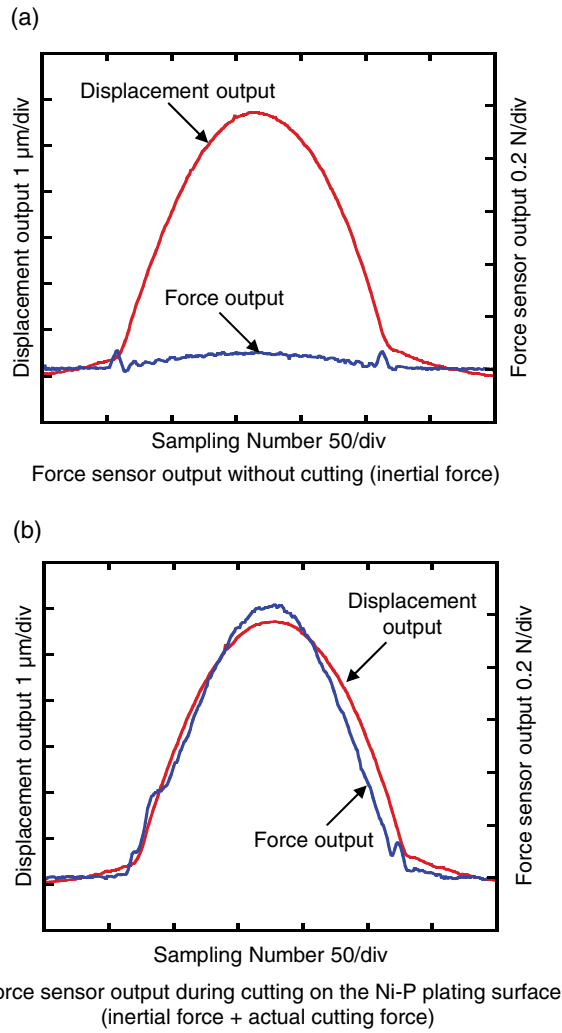 (a)
Displacement output 1 µm/div
Displacement output
Force output
Force sensor output 0.2 N/div
Sampling Number 50/div
Force sensor output without cutting (inertial force)
(b)
Displacement output 1 µm/div
Displacement
output
Force output
Force sensor output 0.2 N/div
Sampling Number 50/div
orce sensor output during cutting on the Ni-P plating surface
(inertial force + actual cutting force)